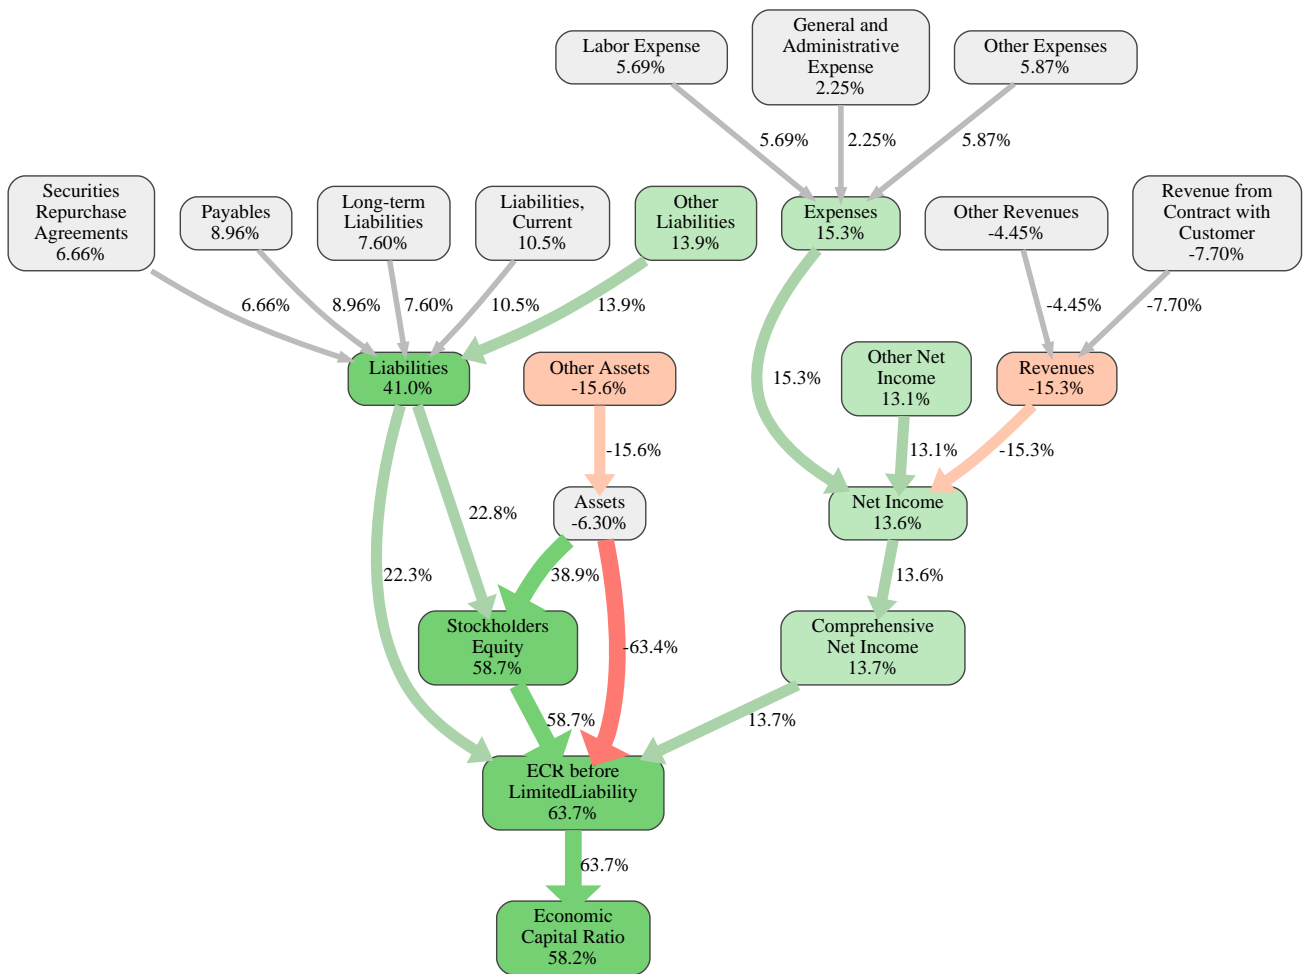 Labor Expense
5.69%
General and
Administrative
Expense
2.25%
Other Expenses
5.87%
5.69%
2.25%
5.87%
Securities
Repurchase
Agreements
6.66%
Payables
8.96%
Long-term
Liabilities
7.60%
Liabilities,
Current
10.5%
Other
Liabilities
13.9%
Expenses
15.3%
Other Revenues
-4.45%
Revenue from
Contract with
Customer
-7.70%
6.66%
8.96%
7.60%
10.5%
13.9%
-4.45%
-7.70%
Liabilities
41.0%
Other Assets
-15.6%
15.3%
Other Net
Income
13.1%
Revenues
-15.3%
-15.6%
13.1%
-15.3%
22.8%
Assets
-6.30%
Net Income
13.6%
22.3%
38.9%
13.6%
Stockholders
Equity
58.7%
-63.4%
Comprehensive
Net Income
13.7%
58.7%
13.7%
ECR before
LimitedLiability
63.7%
63.7%
Economic
Capital Ratio
58.2%